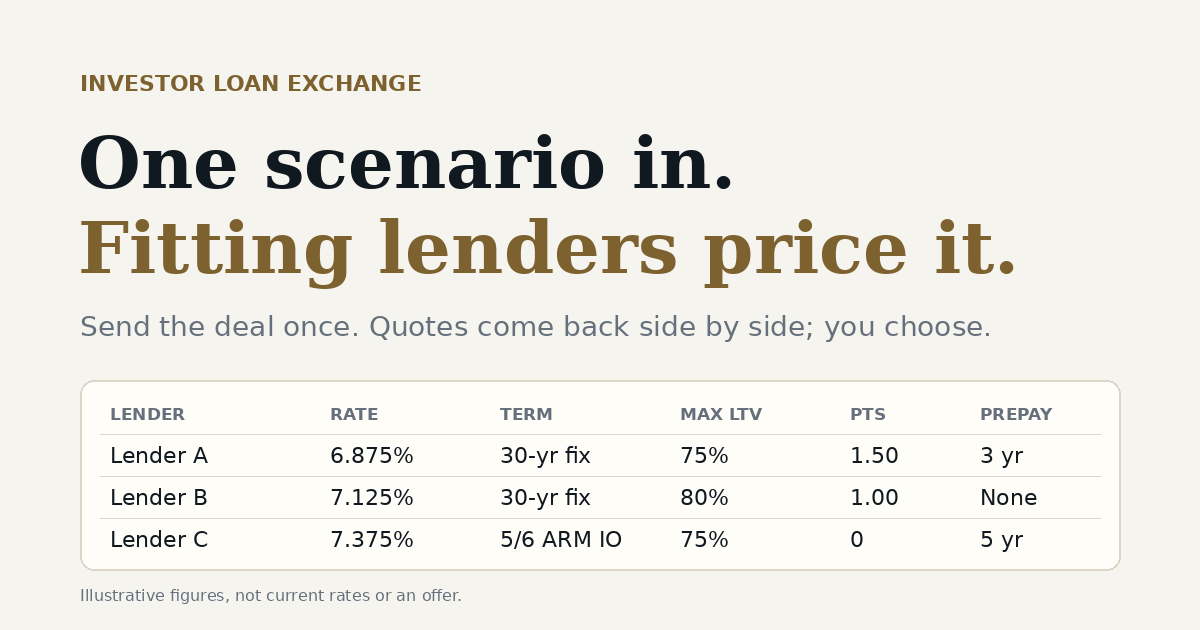 INVESTOR LOAN EXCHANGE
One scenario in.
Fitting lenders price it.
Send the deal once. Quotes come back side by side; you choose.
LENDER RATE TERM MAX LTV PTS PREPAY
Lender A 6.875% 30-yr fix 75% 1.50 3 yr
Lender B 7.125% 30-yr fix 80% 1.00 None
Lender C 7.375% 5/6 ARM IO 75% 0 5 yr
Illustrative figures, not current rates or an offer.